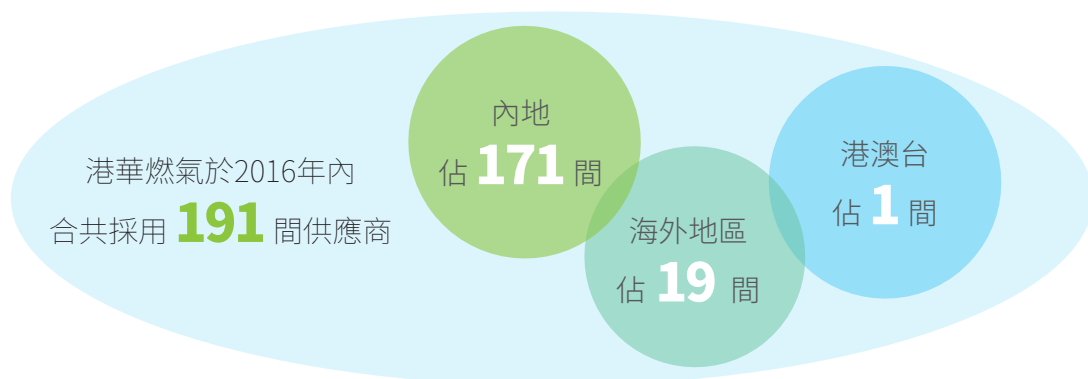 港華燃氣於2016年內
合共採用 191 間供應商
內地
佔 171 間
海外地區
佔 19 間
港澳台
佔 1 間